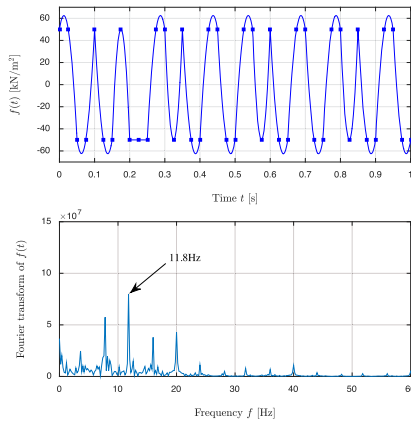 60
40
20
0
-20
-40
-60
f(t) [kN/m²]
0 0.1 0.2 0.3 0.4 0.5 0.6 0.7 0.8 0.9 1
Time t [s]
×10⁷
15
10
5
0
Fourier transform of f(t)
11.8Hz
0 10 20 30 40 50 60
Frequency f [Hz]